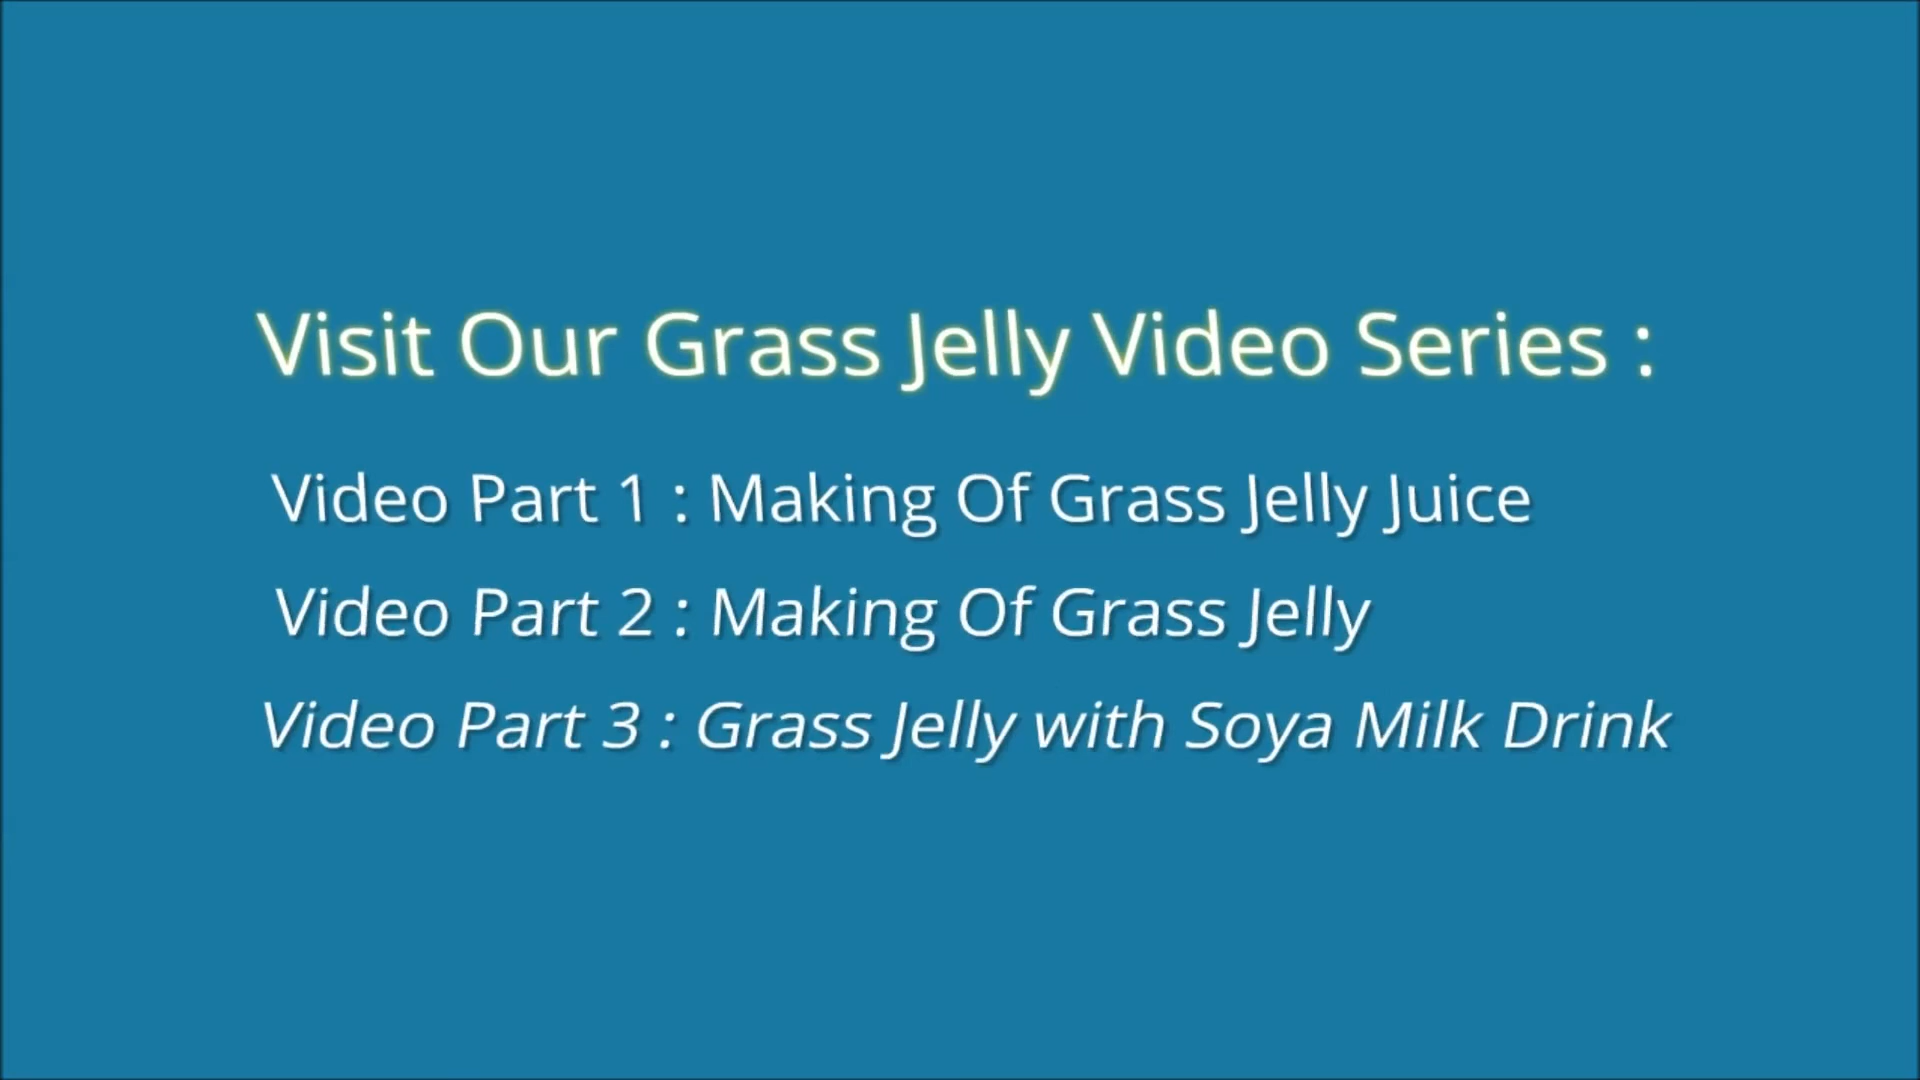 Visit Our Grass Jelly Video Series :
Video Part 1 : Making Of Grass Jelly Juice
Video Part 2 : Making Of Grass Jelly
Video Part 3 : Grass Jelly with Soya Milk Drink